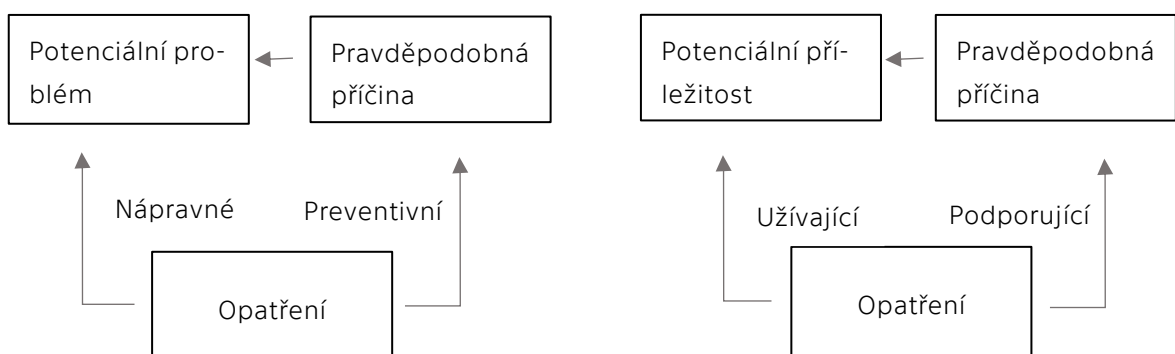 Potenciální pro-
blém
Pravděpodobná
příčina
Nápravné
Preventivní
Opatření
Potenciální pří-
ležitost
Pravděpodobná
příčina
Užívající
Podporující
Opatření